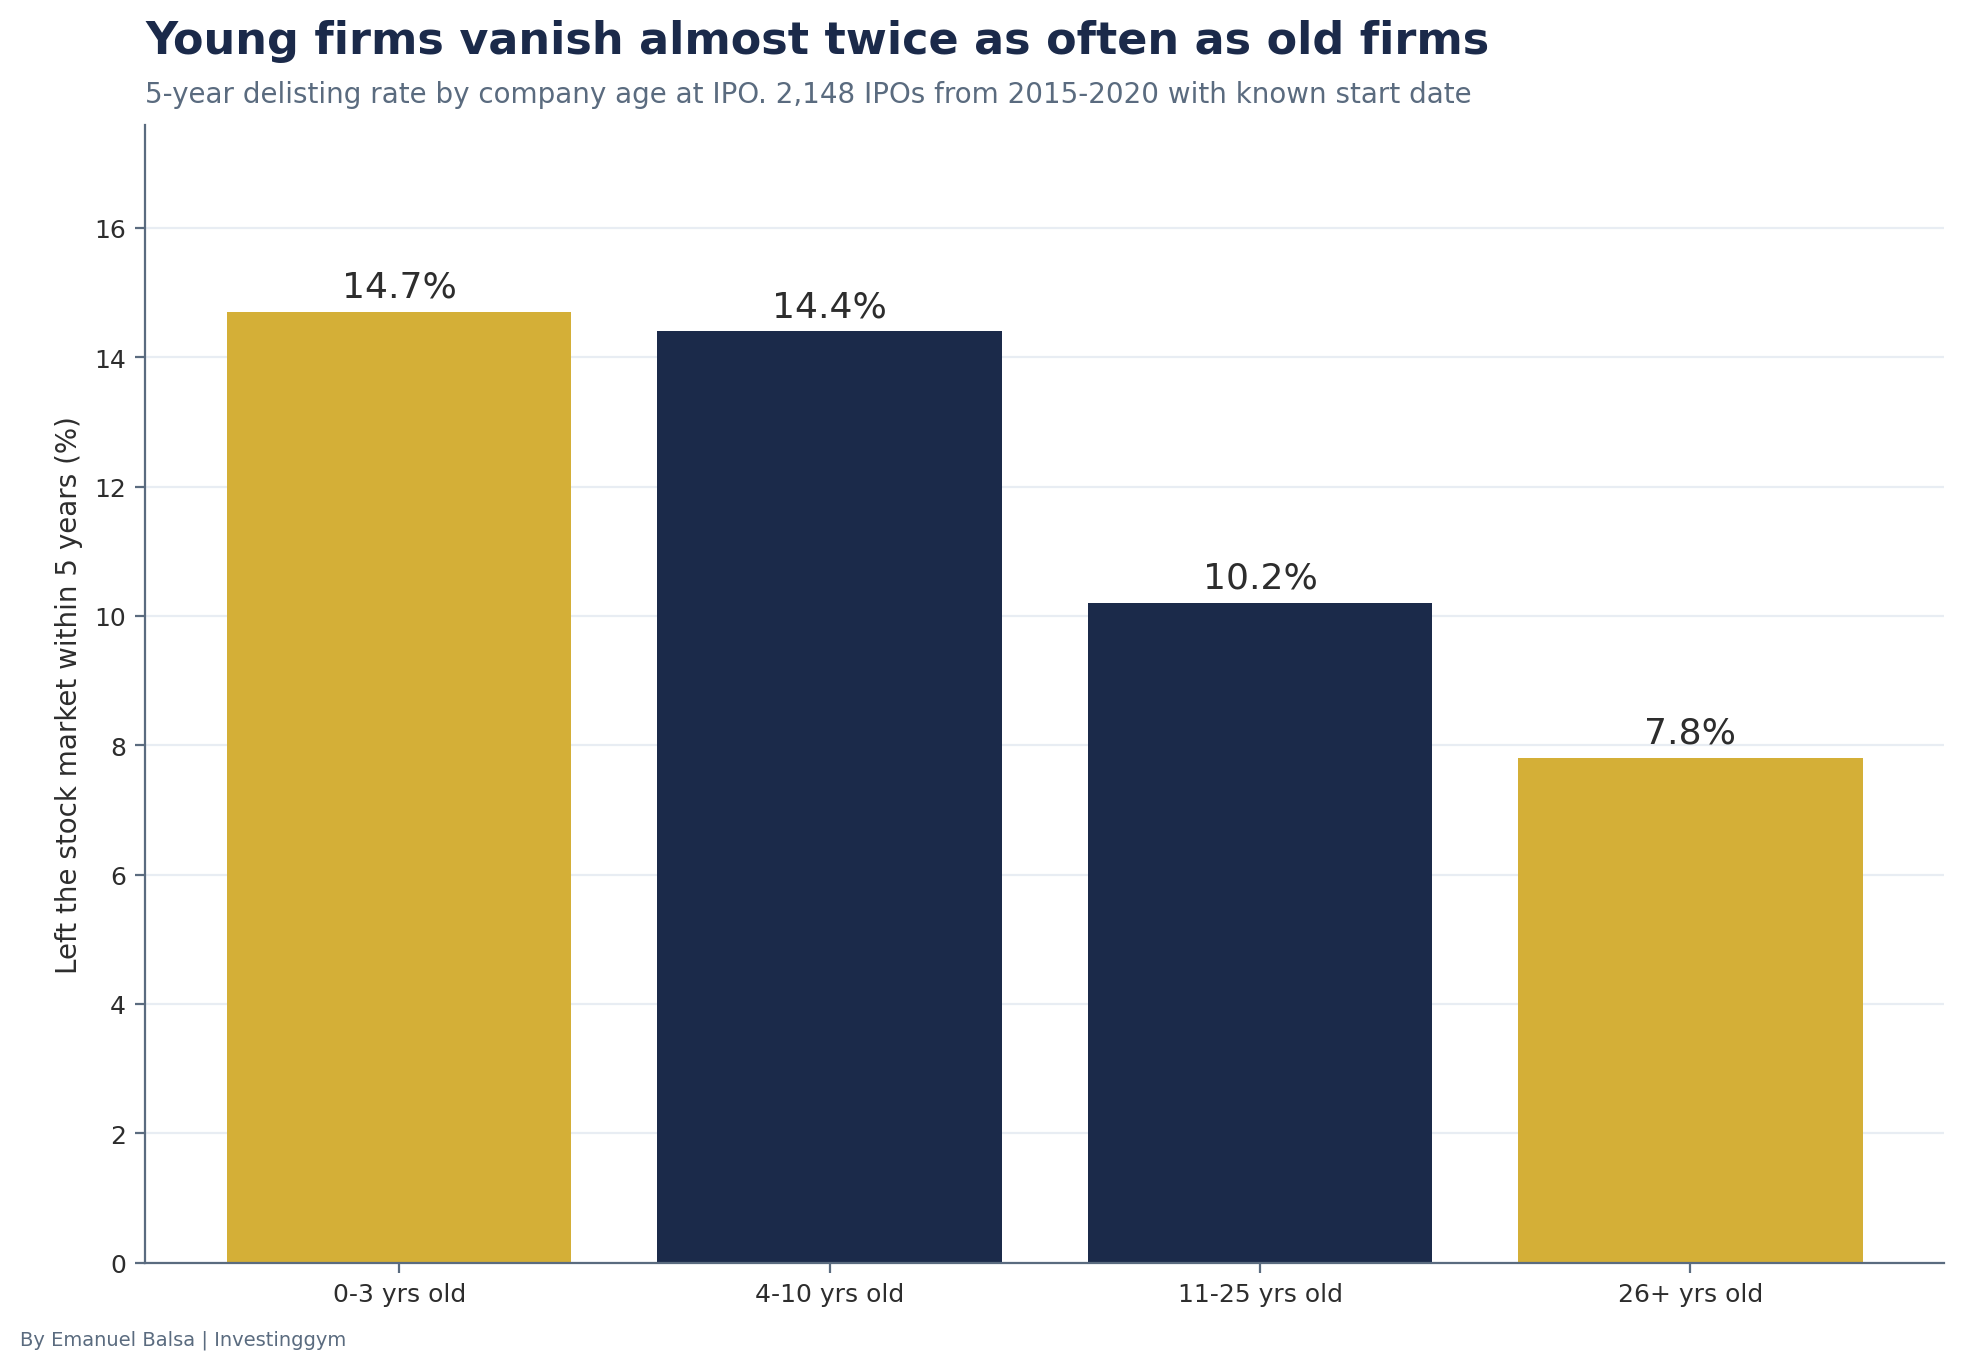 Young firms vanish almost twice as often as old firms
5-year delisting rate by company age at IPO. 2,148 IPOs from 2015-2020 with known start date
Left the stock market within 5 years (%)
16
14
12
10
8
6
4
2
0
14.7%
14.4%
10.2%
7.8%
0-3 yrs old
4-10 yrs old
11-25 yrs old
26+ yrs old
By Emanuel Balsa | Investinggym